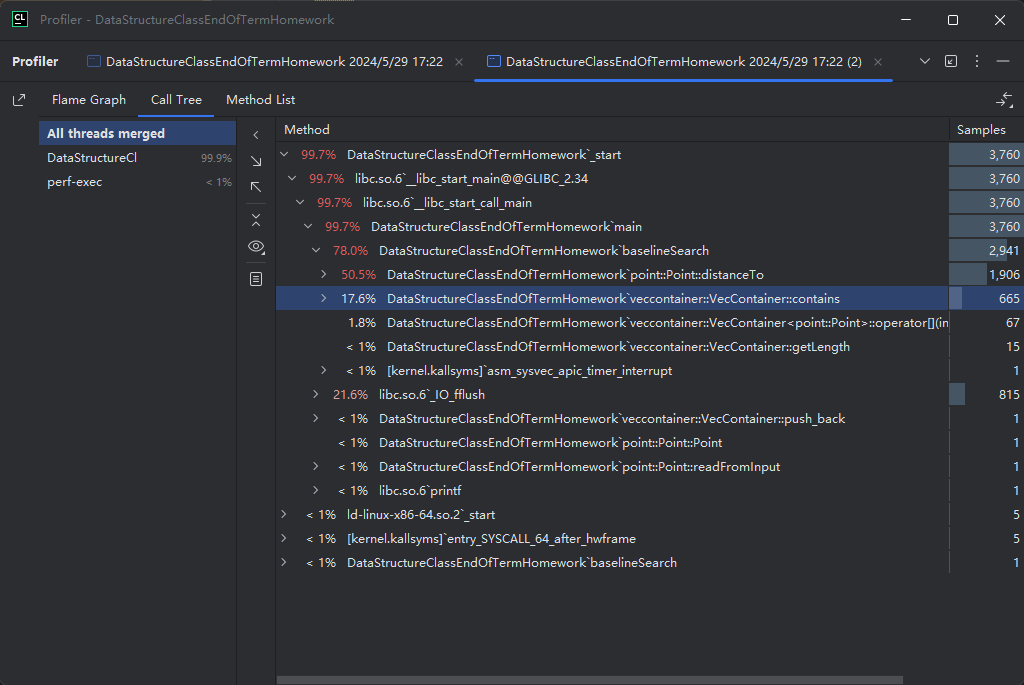 CL Profiler - DataStructureClassEndOfTermHomework
Profiler DataStructureClassEndOfTermHomework 2024/5/29 17:22 DataStructureClassEndOfTermHomework 2024/5/29 17:22 (2)
Flame Graph Call Tree Method List
All threads merged
DataStructureCl 99.9%
perf-exec < 1%
Method Samples
99.7% DataStructureClassEndOfTermHomework`_start 3,760
99.7% libc.so.6`__libc_start_main@@GLIBC_2.34 3,760
99.7% libc.so.6`__libc_start_call_main 3,760
99.7% DataStructureClassEndOfTermHomework`main 3,760
78.0% DataStructureClassEndOfTermHomework`baselineSearch 2,941
50.5% DataStructureClassEndOfTermHomework`point::Point::distanceTo 1,906
17.6% DataStructureClassEndOfTermHomework`veccontainer::VecContainer::contains 665
1.8% DataStructureClassEndOfTermHomework`veccontainer::VecContainer<point::Point>::operator[](in 67
< 1% DataStructureClassEndOfTermHomework`veccontainer::VecContainer::getLength 15
< 1% [kernel.kallsyms]`asm_sysvec_apic_timer_interrupt 1
21.6% libc.so.6`_IO_fflush 815
< 1% DataStructureClassEndOfTermHomework`veccontainer::VecContainer::push_back 1
< 1% DataStructureClassEndOfTermHomework`point::Point::Point 1
< 1% DataStructureClassEndOfTermHomework`point::Point::readFromInput 1
< 1% libc.so.6`printf 1
< 1% ld-linux-x86-64.so.2`_start 5
< 1% [kernel.kallsyms]`entry_SYSCALL_64_after_hwframe 5
< 1% DataStructureClassEndOfTermHomework`baselineSearch 1